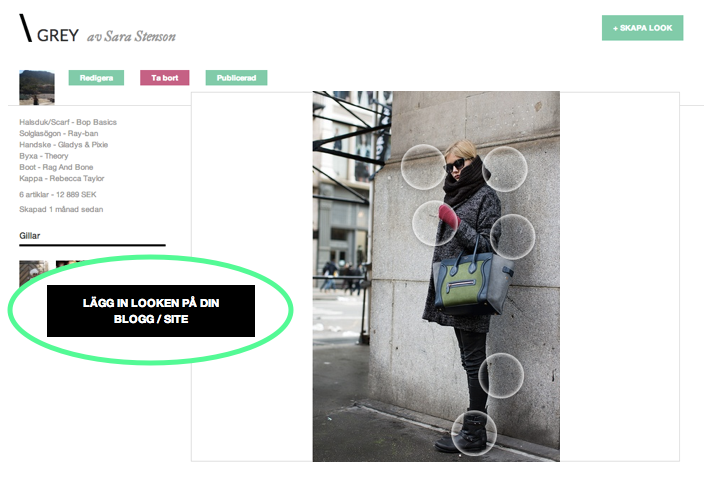 \ GREY av Sara Stenson
+ SKAPA LOOK
Redigera
Ta bort
Publicerad
Halsduk/Scarf - Bop Basics
Solglasögon - Ray-ban
Handske - Gladys & Pixie
Byxa - Theory
Boot - Rag And Bone
Kappa - Rebecca Taylor
6 artiklar - 12 889 SEK
Skapad 1 månad sedan
Gillar
LÄGG IN LOOKEN PÅ DIN
BLOGG / SITE